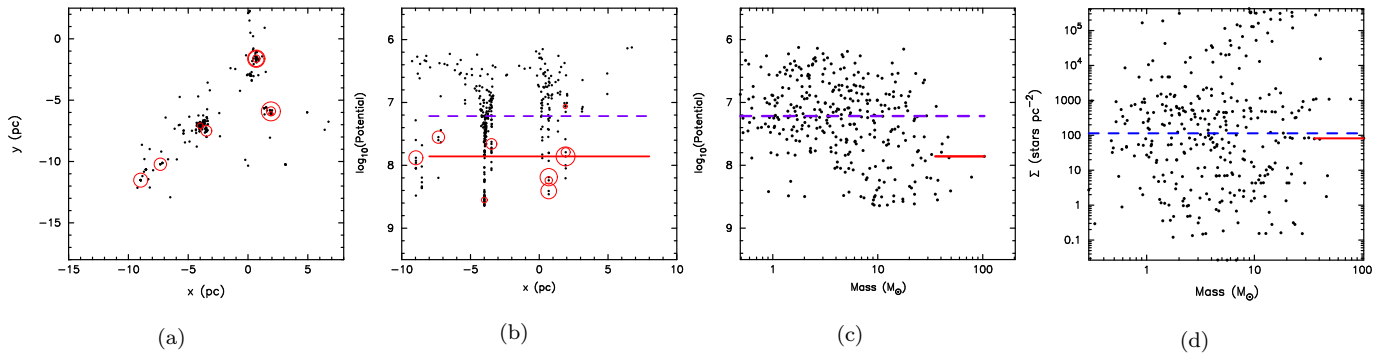 0
−5
−10
−15
y (pc)
−15
−10
−5
0
5
x (pc)
(a)
6
7
8
9
log10(Potential)
−10
−5
0
5
10
x (pc)
(b)
6
7
8
9
log10(Potential)
1
10
100
Mass (M⊙)
(c)
10⁵
10⁴
1000
100
10
1
0.1
Σ (stars pc⁻²)
1
10
100
Mass (M⊙)
(d)